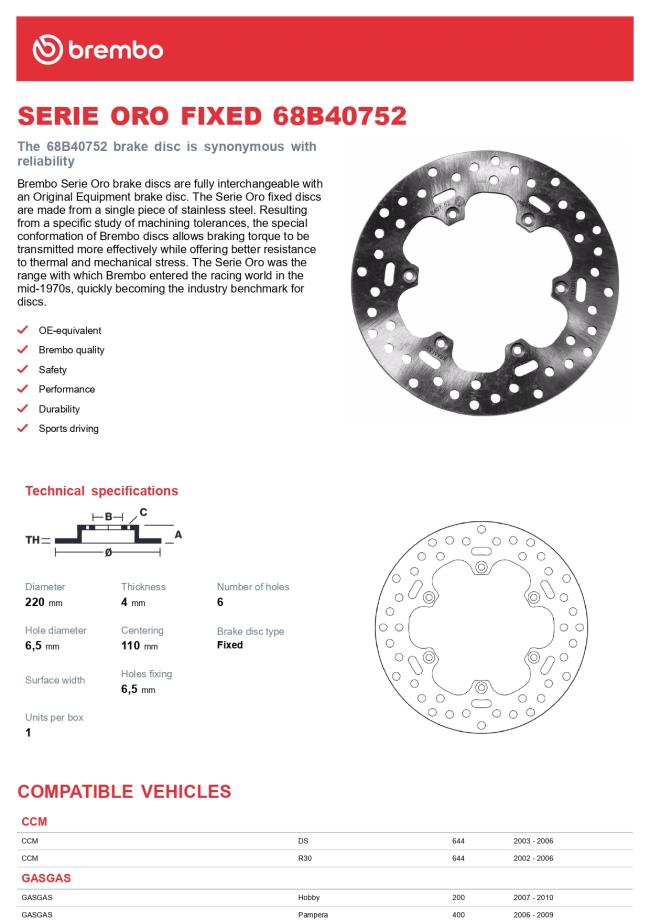 brembo
SERIE ORO FIXED 68B40752
The 68B40752 brake disc is synonymous with
reliability
Brembo Serie Oro brake discs are fully interchangeable with
an Original Equipment brake disc. The Serie Oro fixed discs
are made from a single piece of stainless steel. Resulting
from a specific study of machining tolerances, the special
conformation of Brembo discs allows braking torque to be
transmitted more effectively while offering better resistance
to thermal and mechanical stress. The Serie Oro was the
range with which Brembo entered the racing world in the
mid-1970s, quickly becoming the industry benchmark for
discs.
OE-equivalent
Brembo quality
Safety
Performance
Durability
Sports driving
Technical specifications
B C
TH A
Ø
Diameter Thickness Number of holes
220 mm 4 mm 6
Hole diameter Centering Brake disc type
6,5 mm 110 mm Fixed
Surface width Holes fixing
6,5 mm
Units per box
1
COMPATIBLE VEHICLES
CCM
CCM DS 644 2003 - 2006
CCM R30 644 2002 - 2006
GASGAS
GASGAS Hobby 200 2007 - 2010
GASGAS Pampera 400 2006 - 2009